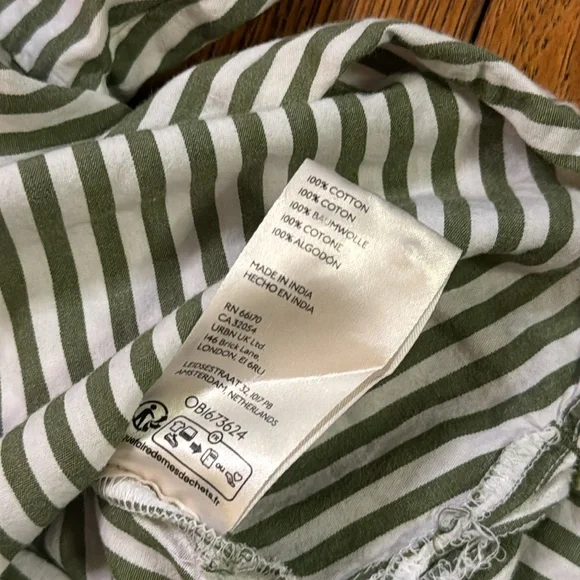 100% COTTON
100% COTON
100% BAUMWOLLE
100% COTONE
100% ALGODÓN
MADE IN INDIA
HECHO EN INDIA
RN 66170
CA 32054
URBN UK Ltd
146 Brick Lane,
LONDON, E1 6RU
LEIDSESTRAAT 32, 1017 PB
AMSTERDAM, NETHERLANDS
OB1673624
OU
quefairedemesdechets.fr